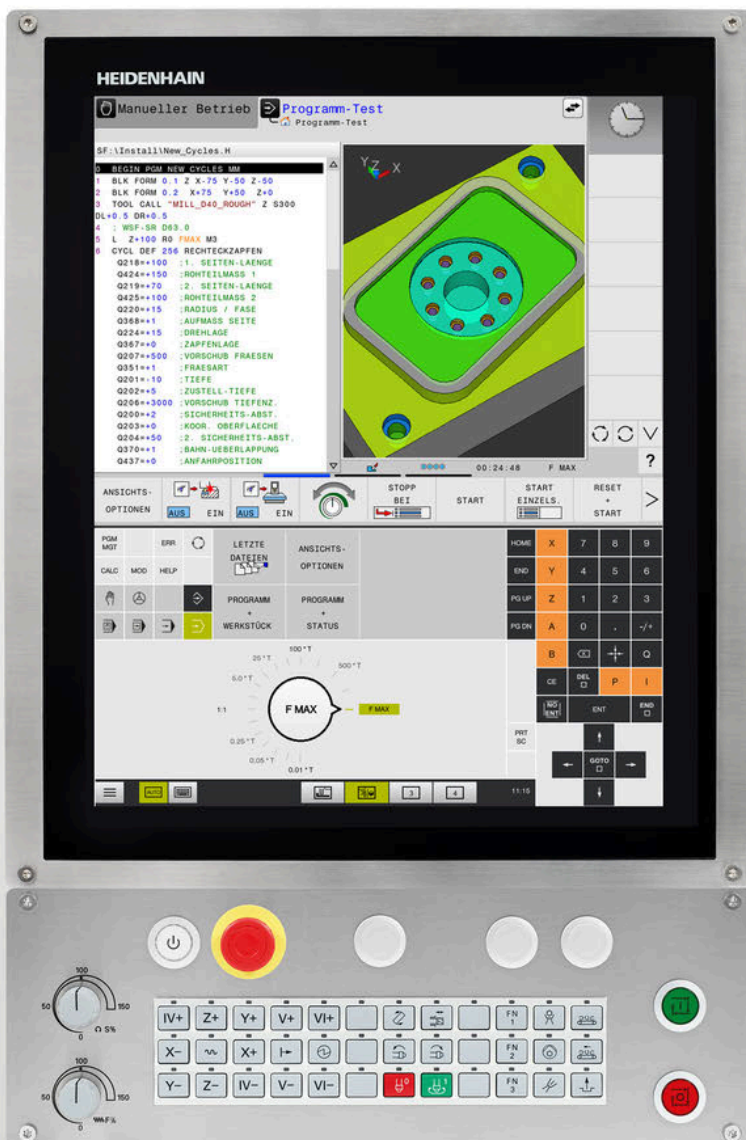 HEIDENHAIN
Manueller Betrieb
Programm-Test
Programm-Test
SF:\Install\New_Cycles.H
0 BEGIN PGM NEW_CYCLES MM
1 BLK FORM 0.1 Z X-75 Y-50 Z-50
2 BLK FORM 0.2 X+75 Y+50 Z+0
3 TOOL CALL "MILL_D40_ROUGH" Z S300
DL+0.5 DR+0.5
4 ; WSF-SR D63.0
5 L Z+100 R0 FMAX M3
6 CYCL DEF 256 RECHTECKZAPFEN
Q218=+100 ;1. SEITEN-LAENGE
Q424=+150 ;ROHTEILMASS 1
Q219=+70 ;2. SEITEN-LAENGE
Q425=+100 ;ROHTEILMASS 2
Q220=+15 ;RADIUS / FASE
Q368=+1 ;AUFMASS SEITE
Q224=+15 ;DREHLAGE
Q367=+0 ;ZAPFENLAGE
Q207=+500 ;VORSCHUB FRAESEN
Q351=+1 ;FRAESART
Q201=-10 ;TIEFE
Q202=+5 ;ZUSTELL-TIEFE
Q206=+3000 ;VORSCHUB TIEFENZ.
Q200=+2 ;SICHERHEITS-ABST.
Q203=+0 ;KOOR. OBERFLAECHE
Q204=+50 ;2. SICHERHEITS-ABST.
Q370=+1 ;BAHN-UEBERLAPPUNG
Q437=+0 ;ANFAHRPOSITION
Y Z X
00:24:48 F MAX
?
ANSICHTS-
OPTIONEN
AUS EIN
AUS EIN
STOPP
BEI
START
START
EINZELS.
RESET
+
START
PGM
MGT
ERR
CALC MOD HELP
LETZTE
DATEIEN
ANSICHTS-
OPTIONEN
PROGRAMM
+
WERKSTÜCK
PROGRAMM
+
STATUS
HOME X 7 8 9
END Y 4 5 6
PG UP Z 1 2 3
PG DN A 0 . -/+
B Q
CE DEL P I
NO
ENT
ENT
END
PRT
SC
GOTO
100*T
25*T
500*T
5.0*T
1:1
F MAX
F MAX
0.25*T
0.05*T
0.01*T
AUTO
3 4
11:15
100
50 150
0
S%
100
50 150
0
F%
IV+ Z+ Y+ V+ VI+ FN 1
X- X+ FN 2
Y- Z- IV- V- VI- 0 1 FN 3